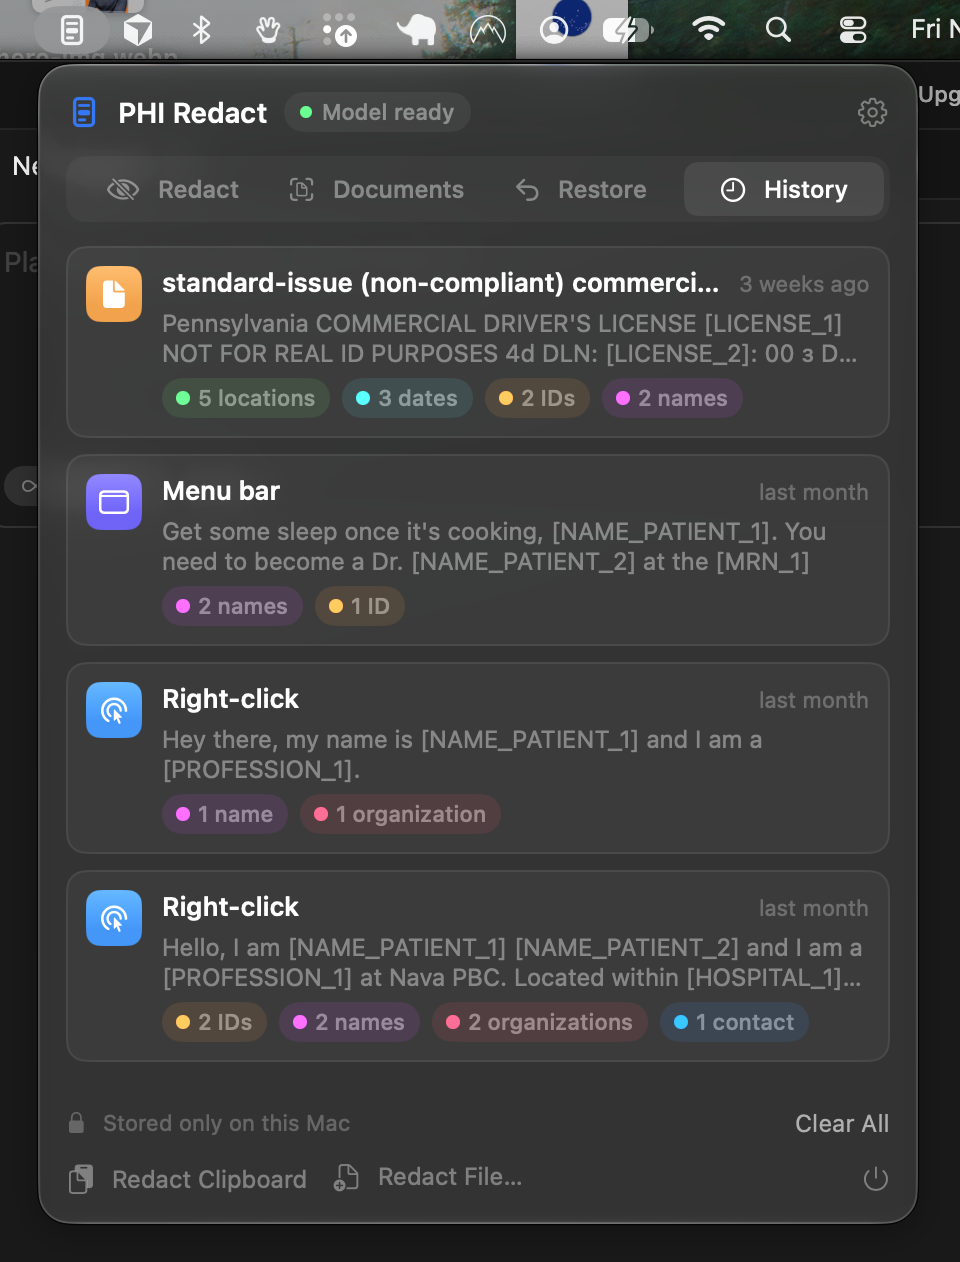 Fri
Upg
PHI Redact
Model ready
Redact
Documents
Restore
History
standard-issue (non-compliant) commerci...
3 weeks ago
Pennsylvania COMMERCIAL DRIVER'S LICENSE [LICENSE_1]
NOT FOR REAL ID PURPOSES 4d DLN: [LICENSE_2]: 00 з D...
5 locations
3 dates
2 IDs
2 names
Menu bar
last month
Get some sleep once it's cooking, [NAME_PATIENT_1]. You
need to become a Dr. [NAME_PATIENT_2] at the [MRN_1]
2 names
1 ID
Right-click
last month
Hey there, my name is [NAME_PATIENT_1] and I am a
[PROFESSION_1].
1 name
1 organization
Right-click
last month
Hello, I am [NAME_PATIENT_1] [NAME_PATIENT_2] and I am a
[PROFESSION_1] at Nava PBC. Located within [HOSPITAL_1]...
2 IDs
2 names
2 organizations
1 contact
Stored only on this Mac
Clear All
Redact Clipboard
Redact File...